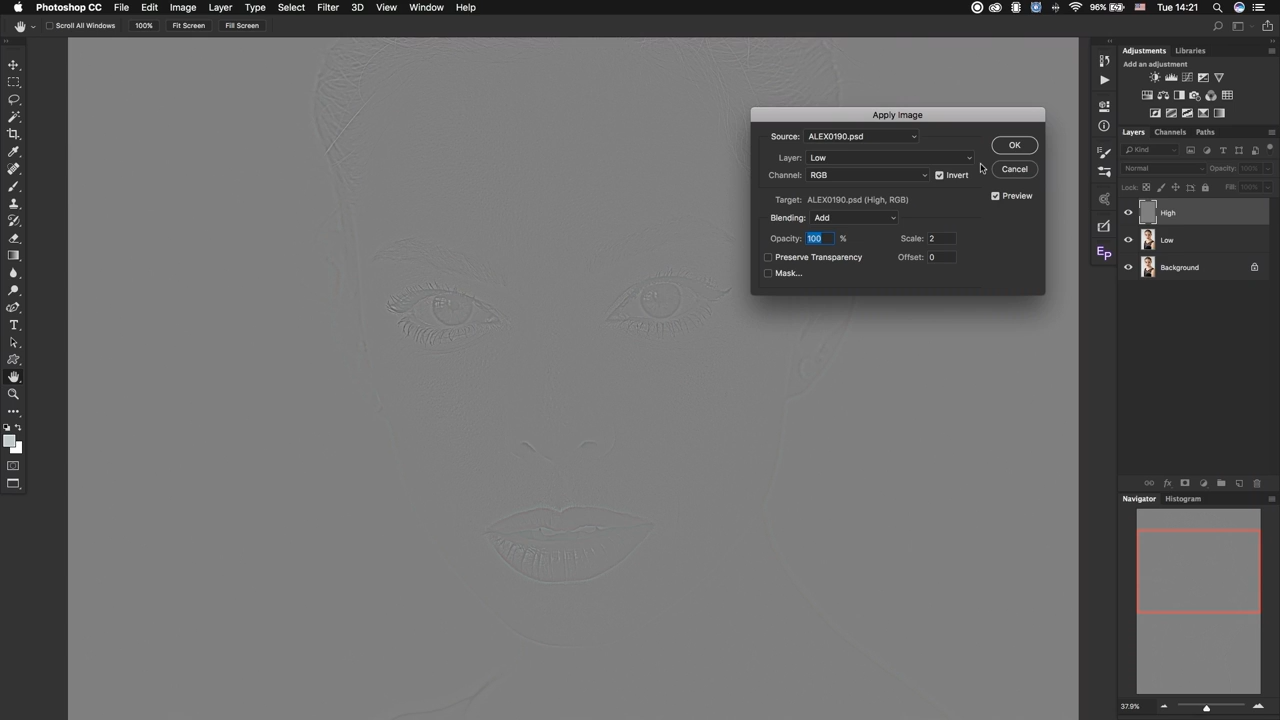 Photoshop CC File Edit Image Layer Type Select Filter 3D View Window Help 96% Tue 14:21
Scroll All Windows 100% Fit Screen Fill Screen
Adjustments Libraries
Add an adjustment
Apply Image
Source: ALEX0190.psd
OK
Layer: Low
Cancel
Channel: RGB Invert
Preview
Target: ALEX0190.psd (High, RGB)
Blending: Add
Opacity: 100 % Scale: 2
Preserve Transparency Offset: 0
Mask...
Layers Channels Paths
Kind
Normal Opacity: 100%
Lock: Fill: 100%
High
Low
Background
Ep
Navigator Histogram
37.9%